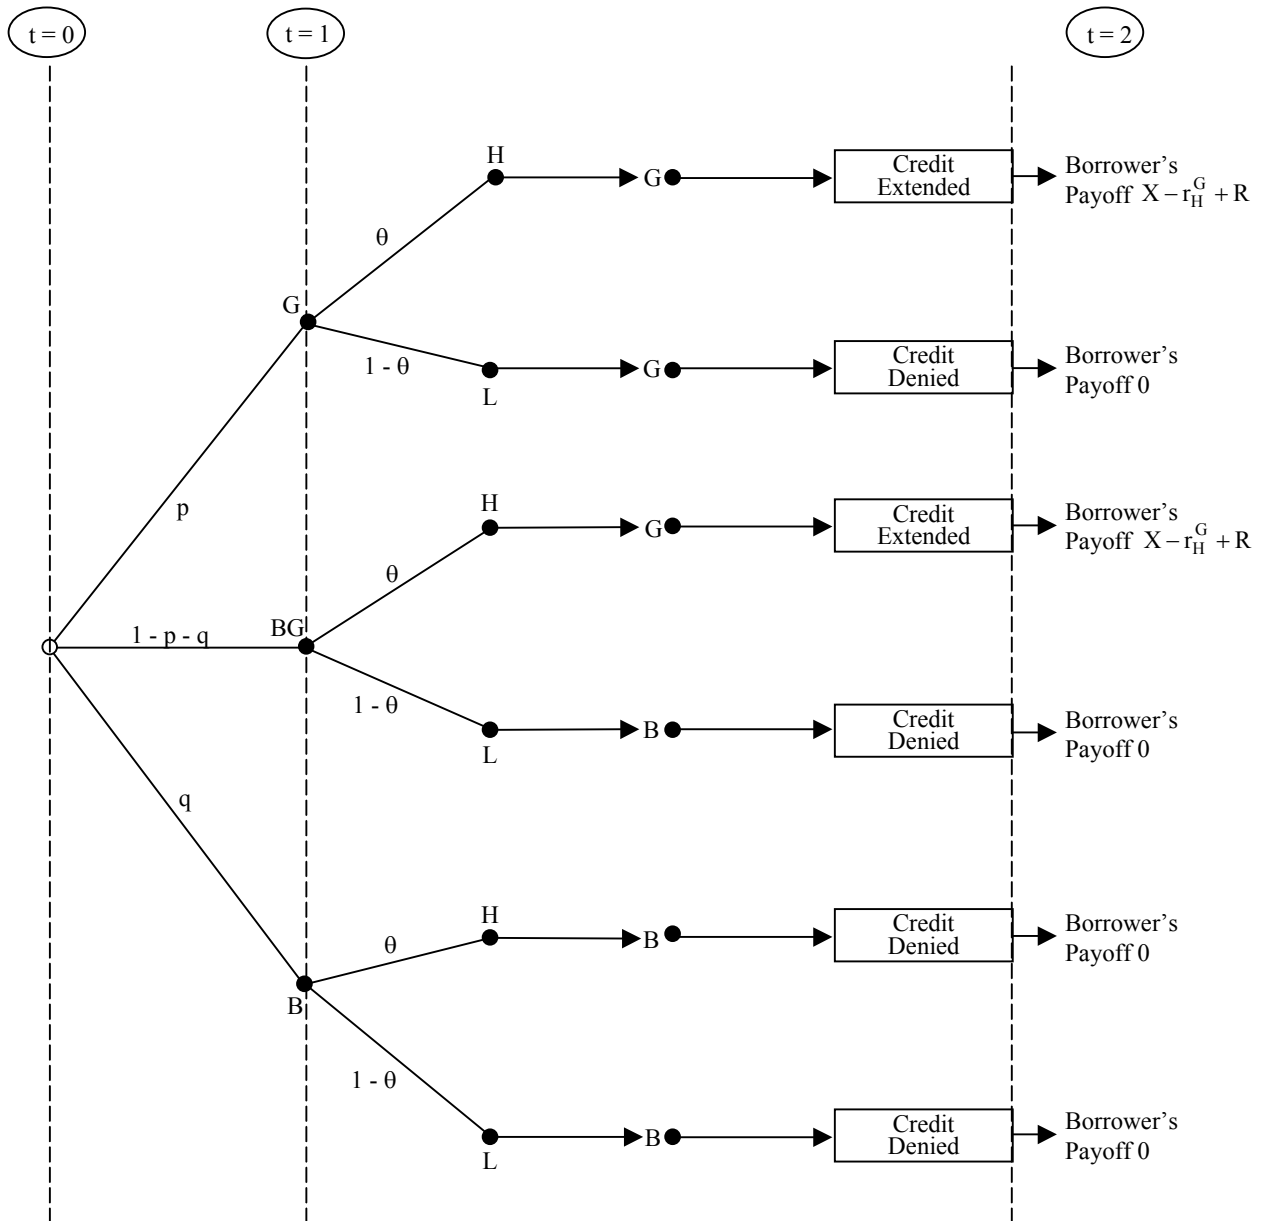 t = 0
t = 1
t = 2
H
G
Credit
Extended
Borrower’s
Payoff X − r_H^G + R
θ
G
1 - θ
L
G
Credit
Denied
Borrower’s
Payoff 0
p
H
θ
G
Credit
Extended
Borrower’s
Payoff X − r_H^G + R
1 - p - q
BG
1 - θ
L
B
Credit
Denied
Borrower’s
Payoff 0
q
H
θ
B
Credit
Denied
Borrower’s
Payoff 0
B
1 - θ
L
B
Credit
Denied
Borrower’s
Payoff 0